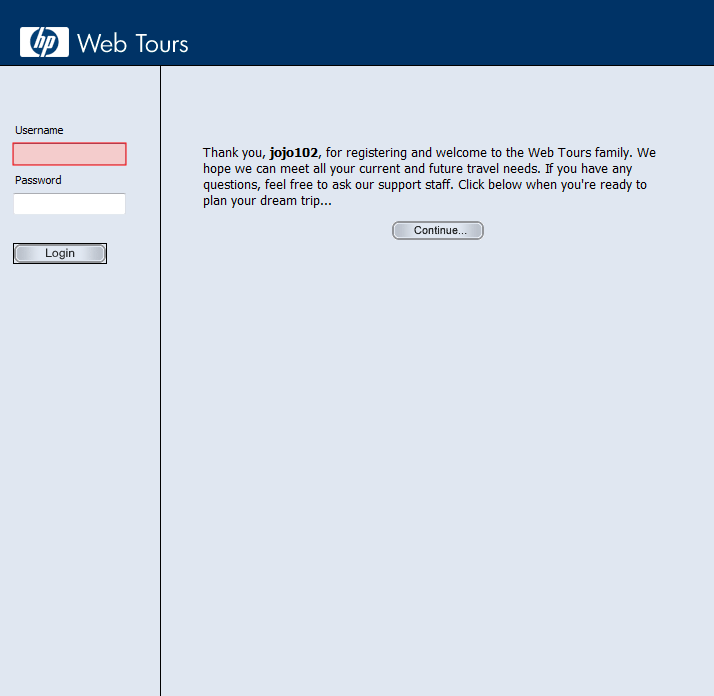 hp Web Tours
Username
Password
Login
Thank you, jojo102, for registering and welcome to the Web Tours family. We
hope we can meet all your current and future travel needs. If you have any
questions, feel free to ask our support staff. Click below when you're ready to
plan your dream trip...
Continue...